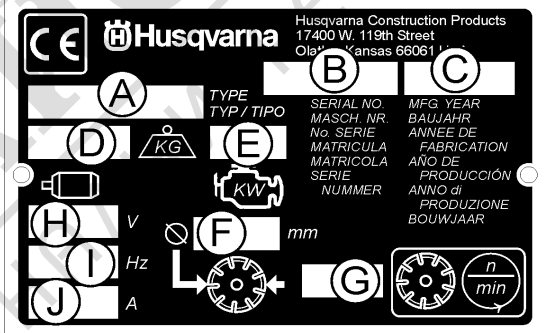 CE
Husqvarna
Husqvarna Construction Products
17400 W. 119th Street
Kansas 66061
A
B
C
TYPE
TYP / TIPO
SERIAL NO.
MASCH. NR.
No. SERIE
MATRICULA
MATRICOLA
SERIE
NUMMER
MFG. YEAR
BAUJAHR
ANNEE DE
FABRICATION
AÑO DE
PRODUCCIÓN
ANNO di
PRODUZIONE
BOUWJAAR
D
KG
E
KW
H
V
F
Ø
mm
I
Hz
J
A
G
n
min